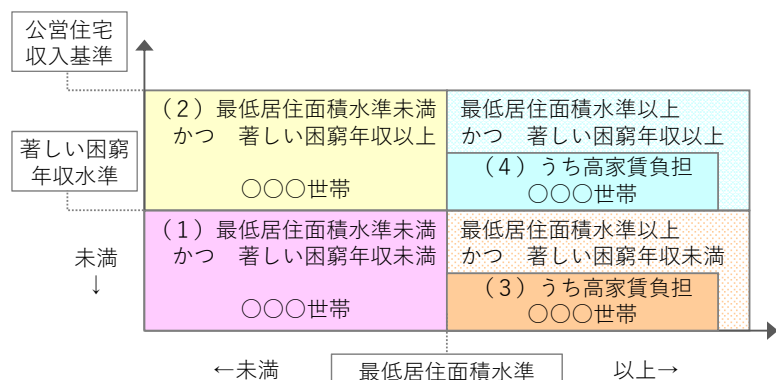 公営住宅
収入基準
（２）最低居住面積水準未満
かつ　著しい困窮年収以上
○○○世帯
最低居住面積水準以上
かつ　著しい困窮年収以上
（４）うち高家賃負担
○○○世帯
著しい困窮
年収水準
（１）最低居住面積水準未満
かつ　著しい困窮年収未満
○○○世帯
最低居住面積水準以上
かつ　著しい困窮年収未満
（３）うち高家賃負担
○○○世帯
未満
↓
←未満
最低居住面積水準
以上→